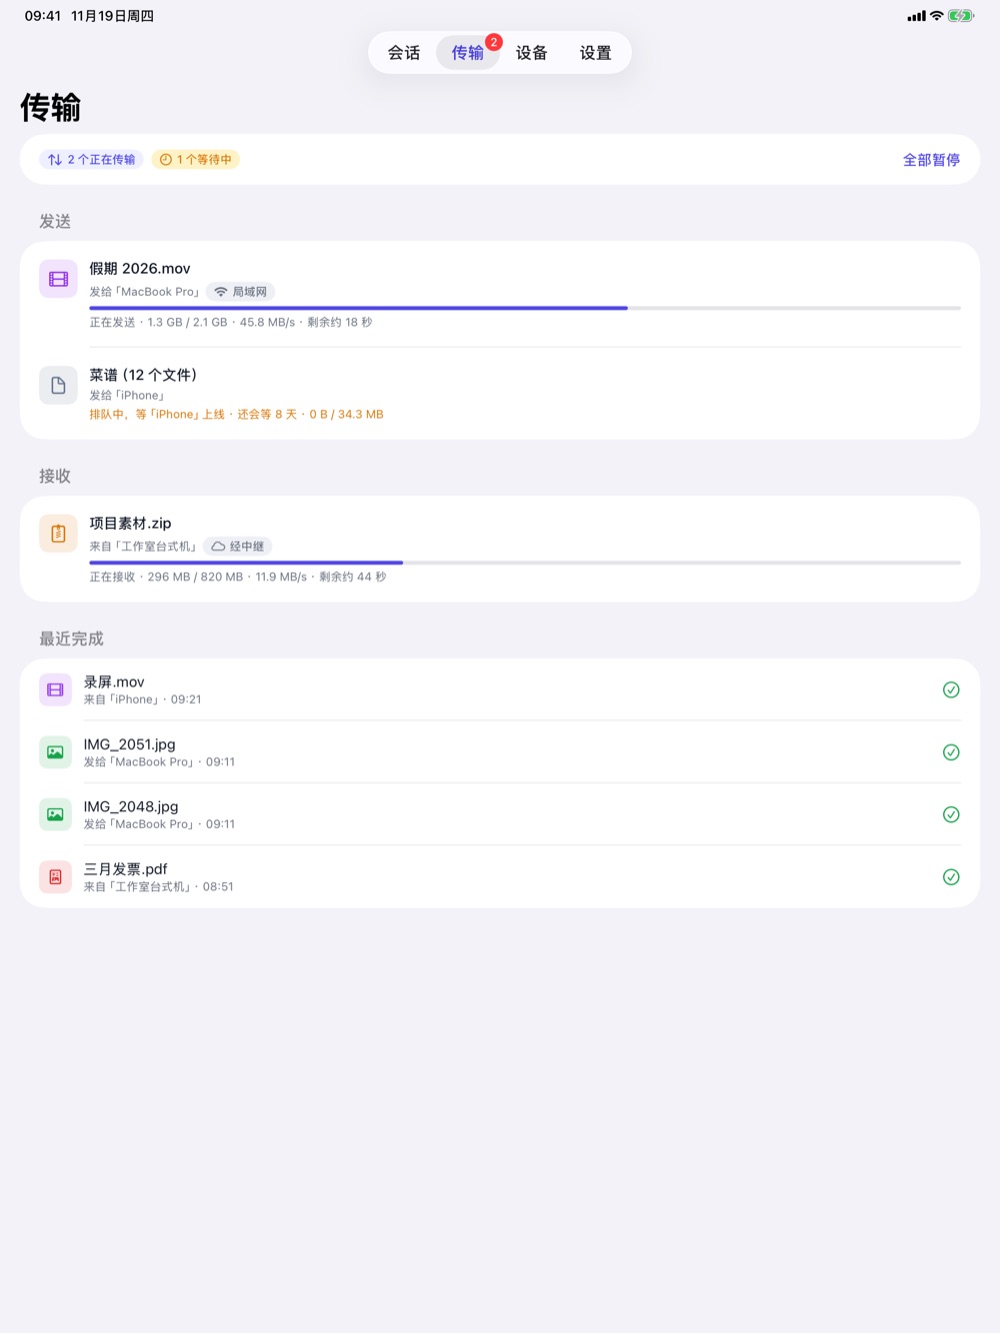 09:41 11月19日周四
会话 传输 2 设备 设置
传输
2 个正在传输 1 个等待中 全部暂停
发送
假期 2026.mov
发给「MacBook Pro」 局域网
正在发送 · 1.3 GB / 2.1 GB · 45.8 MB/s · 剩余约 18 秒
菜谱（12 个文件）
发给「iPhone」
排队中，等「iPhone」上线 · 还会等 8 天 · 0 B / 34.3 MB
接收
项目素材.zip
来自「工作室台式机」 经中继
正在接收 · 296 MB / 820 MB · 11.9 MB/s · 剩余约 44 秒
最近完成
录屏.mov
来自「iPhone」 · 09:21
IMG_2051.jpg
发给「MacBook Pro」 · 09:11
IMG_2048.jpg
发给「MacBook Pro」 · 09:11
三月发票.pdf
来自「工作室台式机」 · 08:51